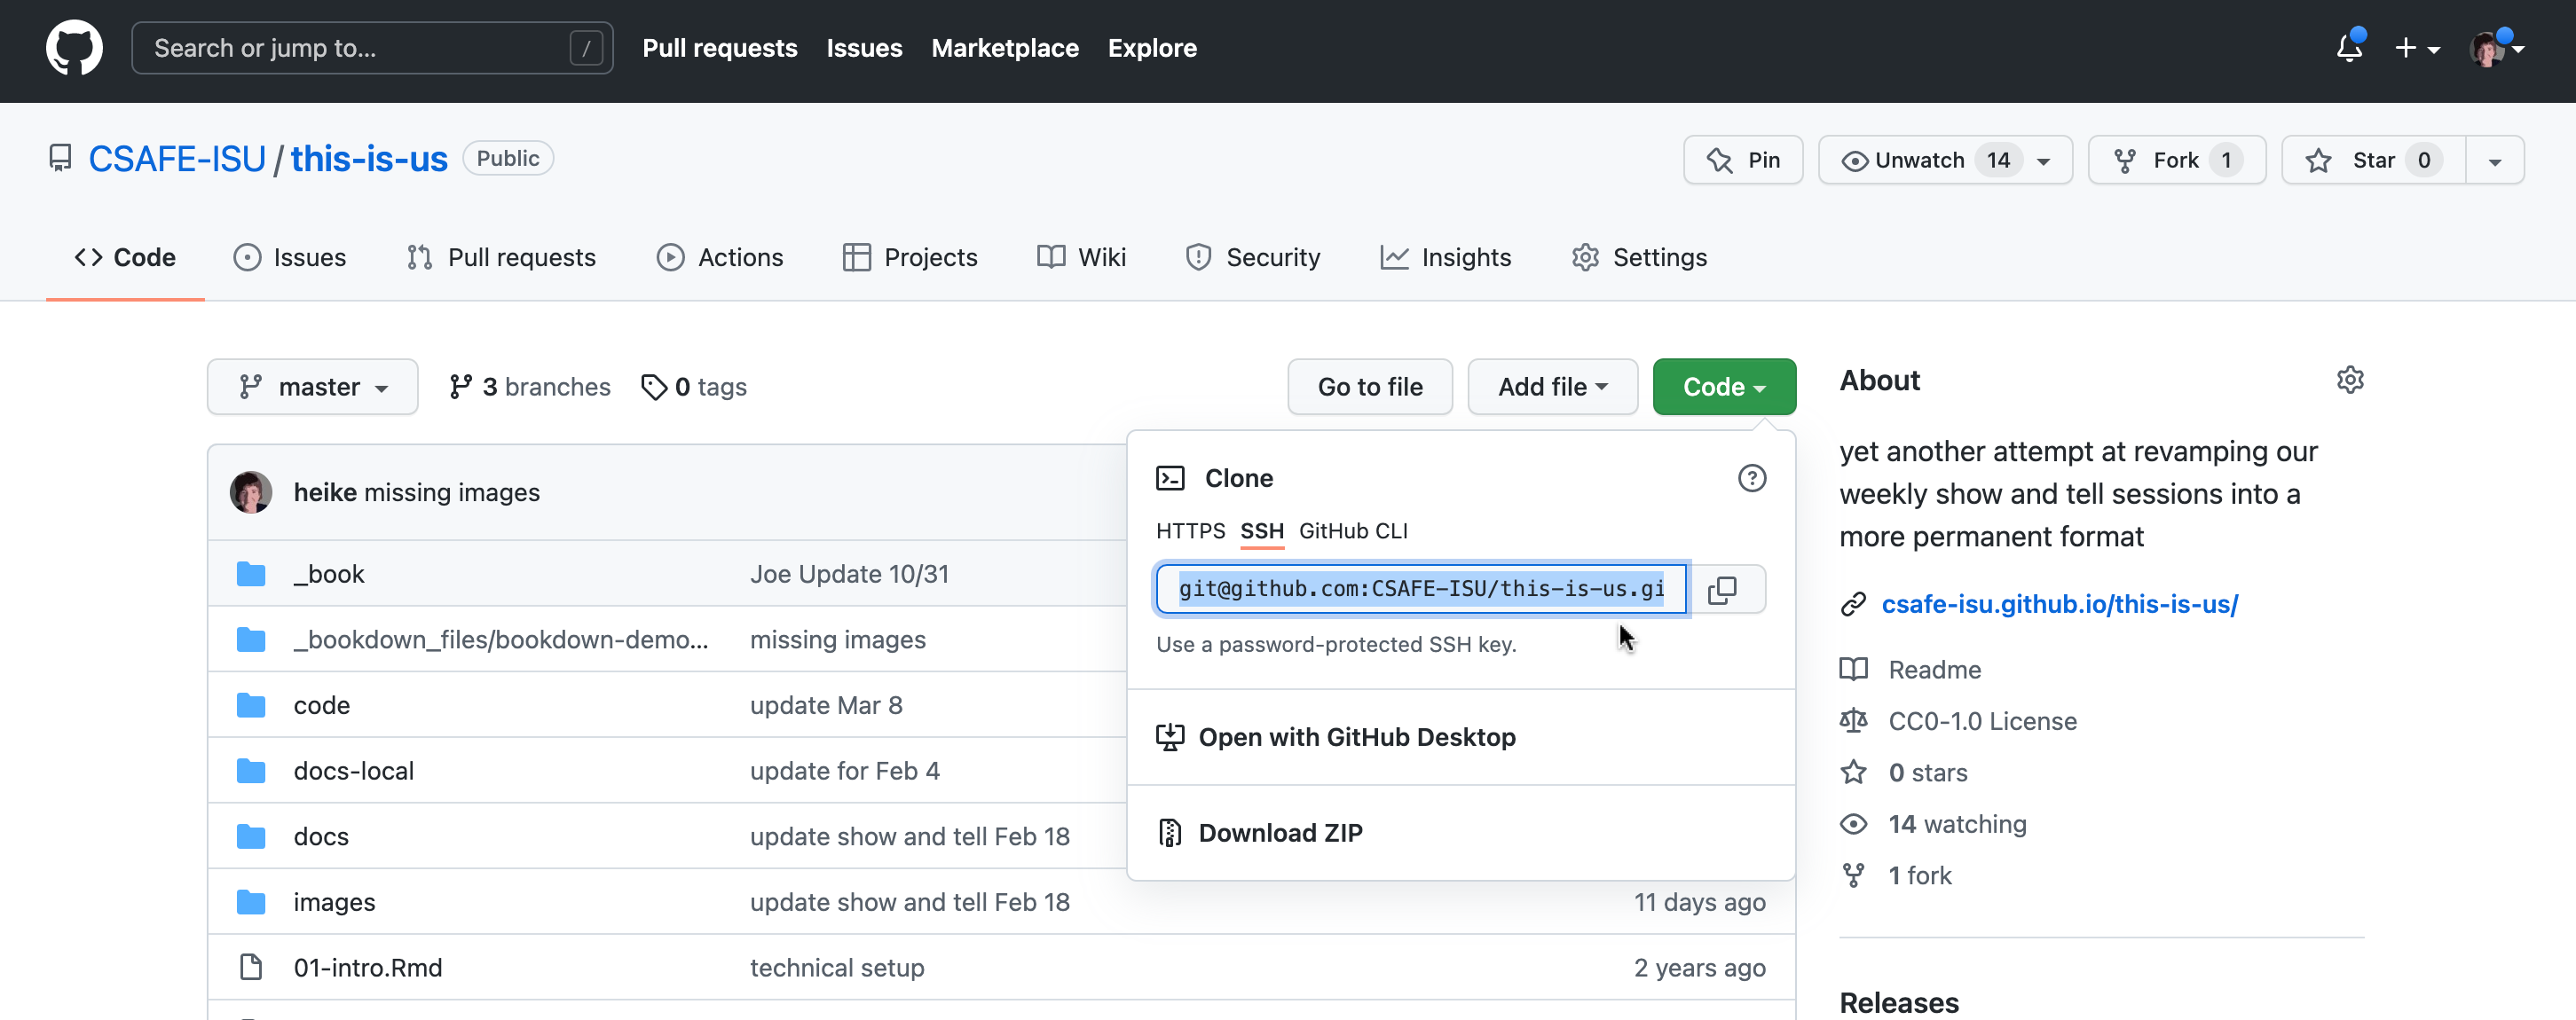 Search or jump to... /
Pull requests Issues Marketplace Explore
CSAFE-ISU / this-is-us Public
Pin Unwatch 14 Fork 1 Star 0
Code Issues Pull requests Actions Projects Wiki Security Insights Settings
master 3 branches 0 tags
Go to file Add file Code
heike missing images
_book Joe Update 10/31
_bookdown_files/bookdown-demo... missing images
code update Mar 8
docs-local update for Feb 4
docs update show and tell Feb 18
images update show and tell Feb 18 11 days ago
01-intro.Rmd technical setup 2 years ago
Clone
HTTPS SSH GitHub CLI
git@github.com:CSAFE-ISU/this-is-us.gi
Use a password-protected SSH key.
Open with GitHub Desktop
Download ZIP
About
yet another attempt at revamping our
weekly show and tell sessions into a
more permanent format
csafe-isu.github.io/this-is-us/
Readme
CC0-1.0 License
0 stars
14 watching
1 fork
Releases